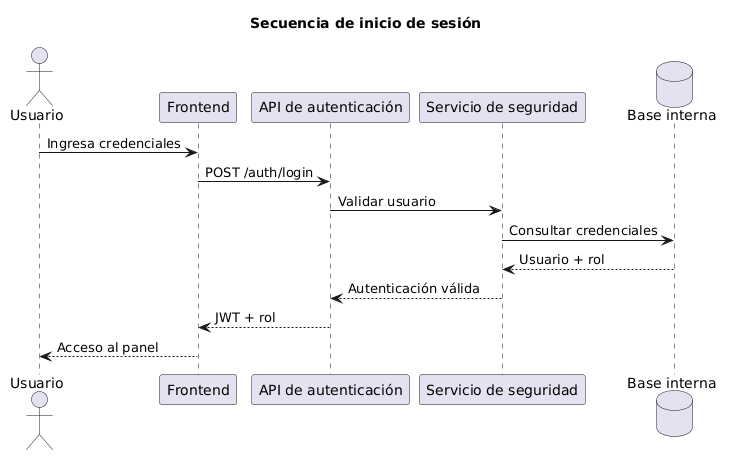 Secuencia de inicio de sesión
Usuario
Frontend
API de autenticación
Servicio de seguridad
Base interna
Ingresa credenciales
POST /auth/login
Validar usuario
Consultar credenciales
Usuario + rol
Autenticación válida
JWT + rol
Acceso al panel
Usuario
Frontend
API de autenticación
Servicio de seguridad
Base interna